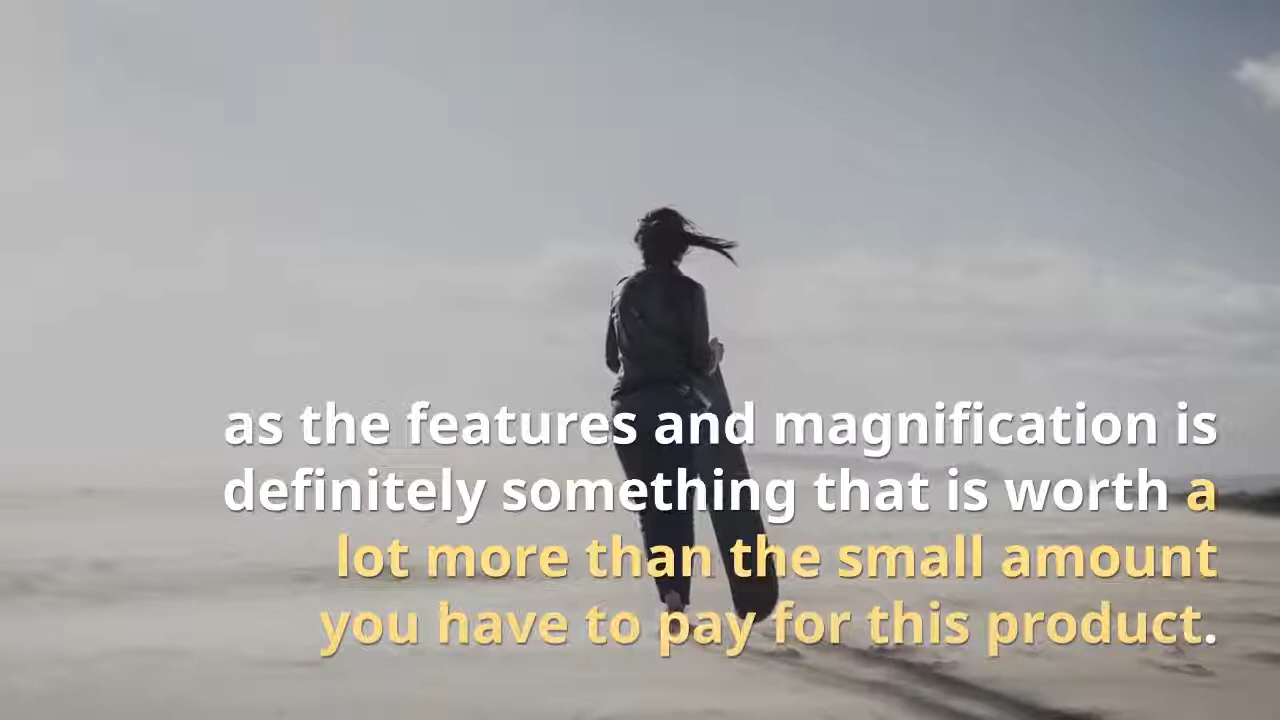 as the features and magnification is
definitely something that is worth a
lot more than the small amount
you have to pay for this product.